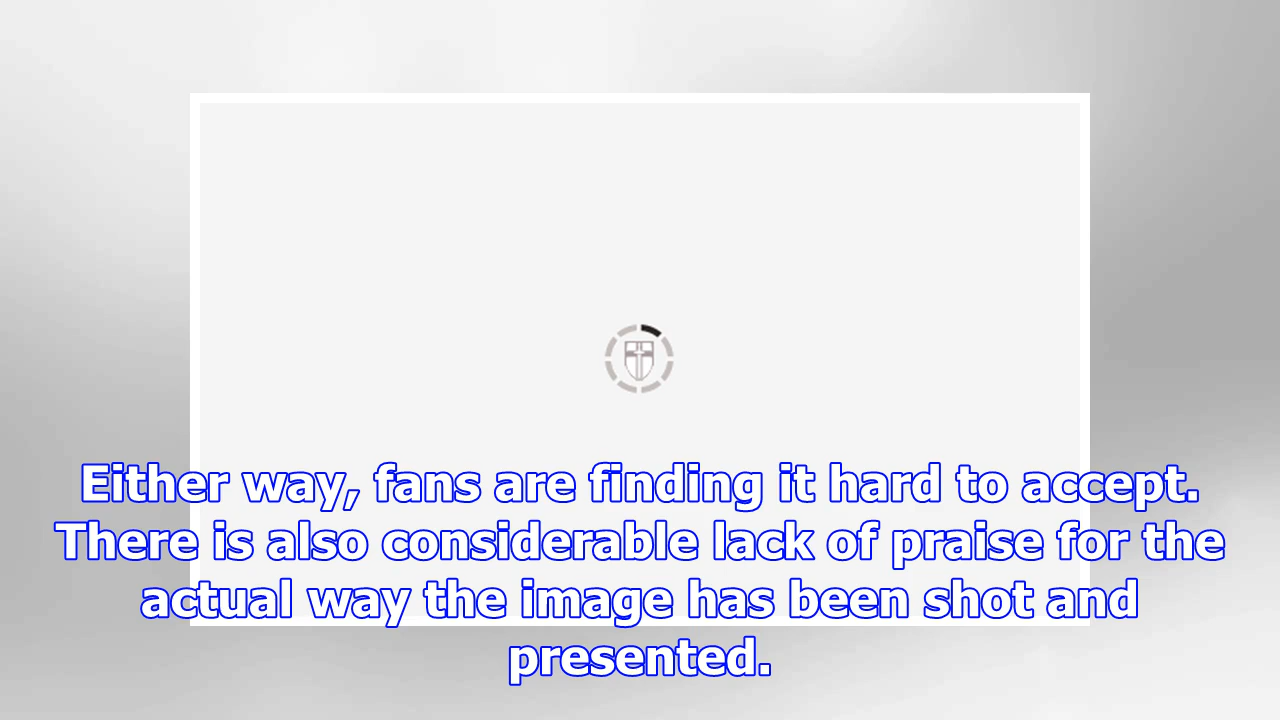 Either way, fans are finding it hard to accept.
There is also considerable lack of praise for the
actual way the image has been shot and
presented.